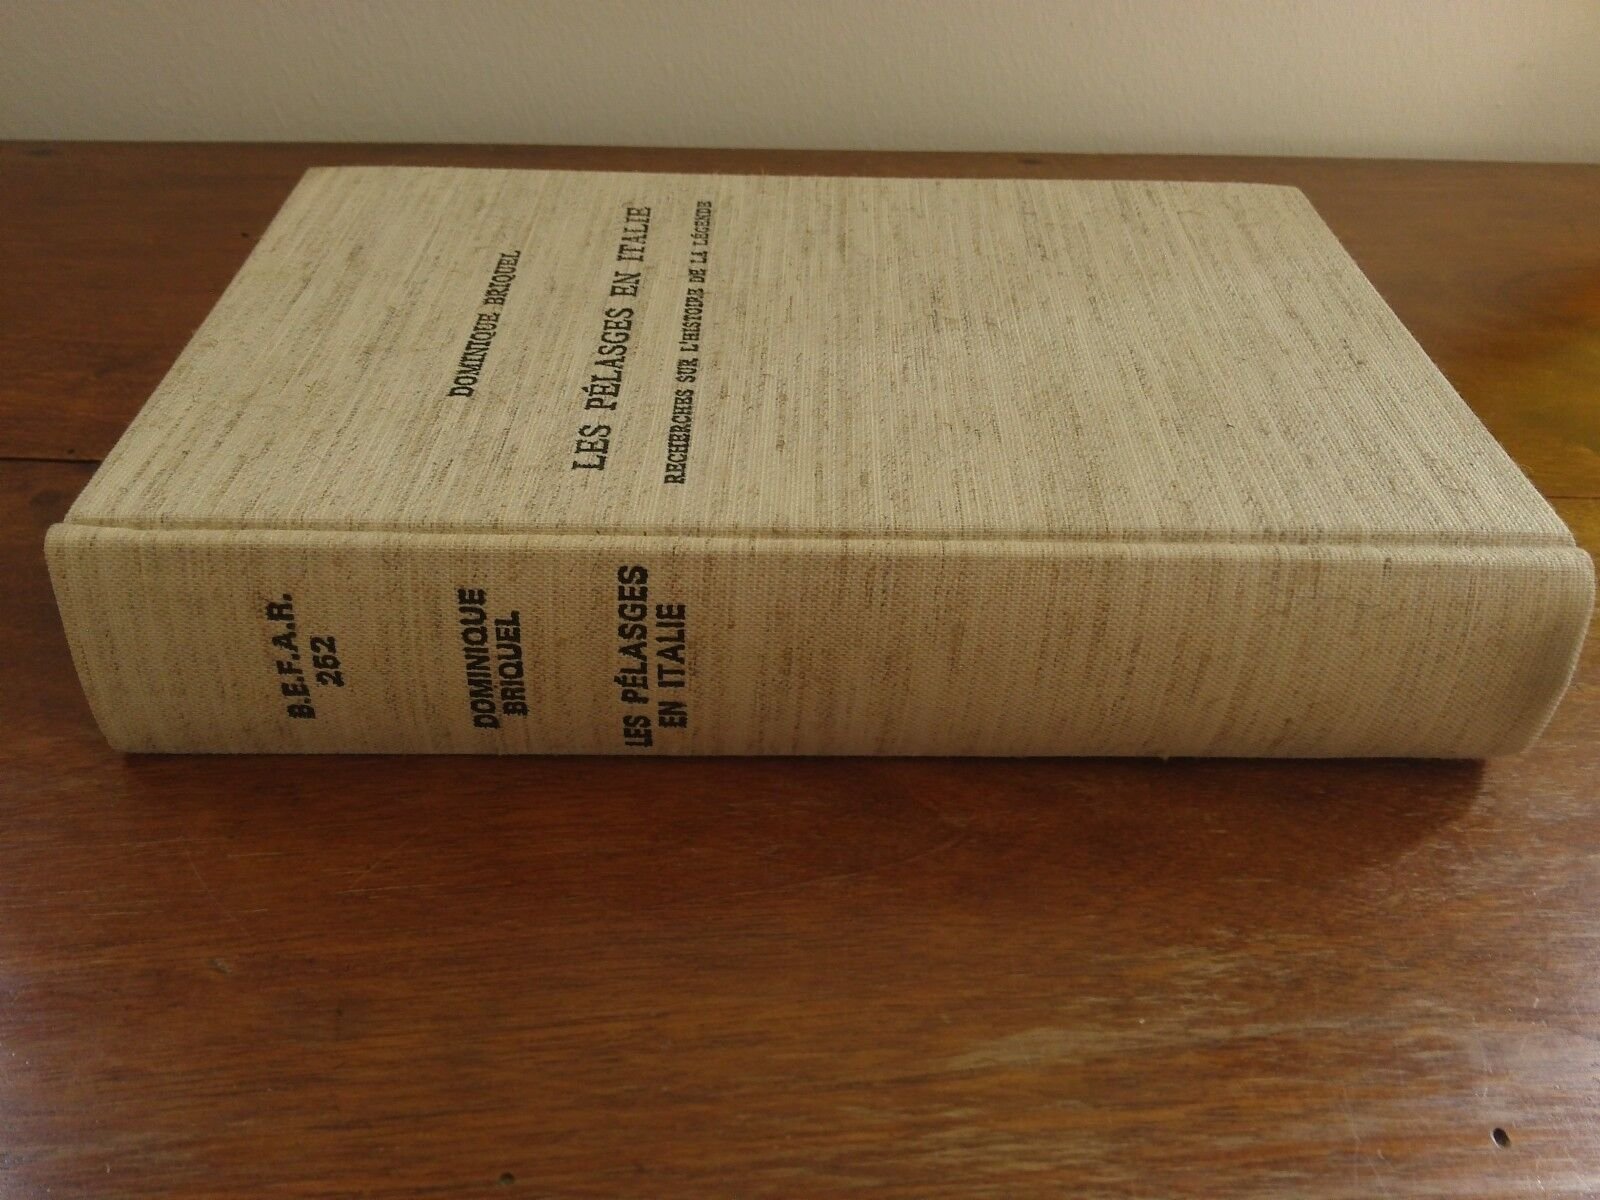 DOMINIQUE BRIQUEL
LES PÉLASGES EN ITALIE
RECHERCHES SUR L'HISTOIRE DE LA LÉGENDE
B.E.F.A.R.
252
DOMINIQUE
BRIQUEL
LES PÉLASGES
EN ITALIE